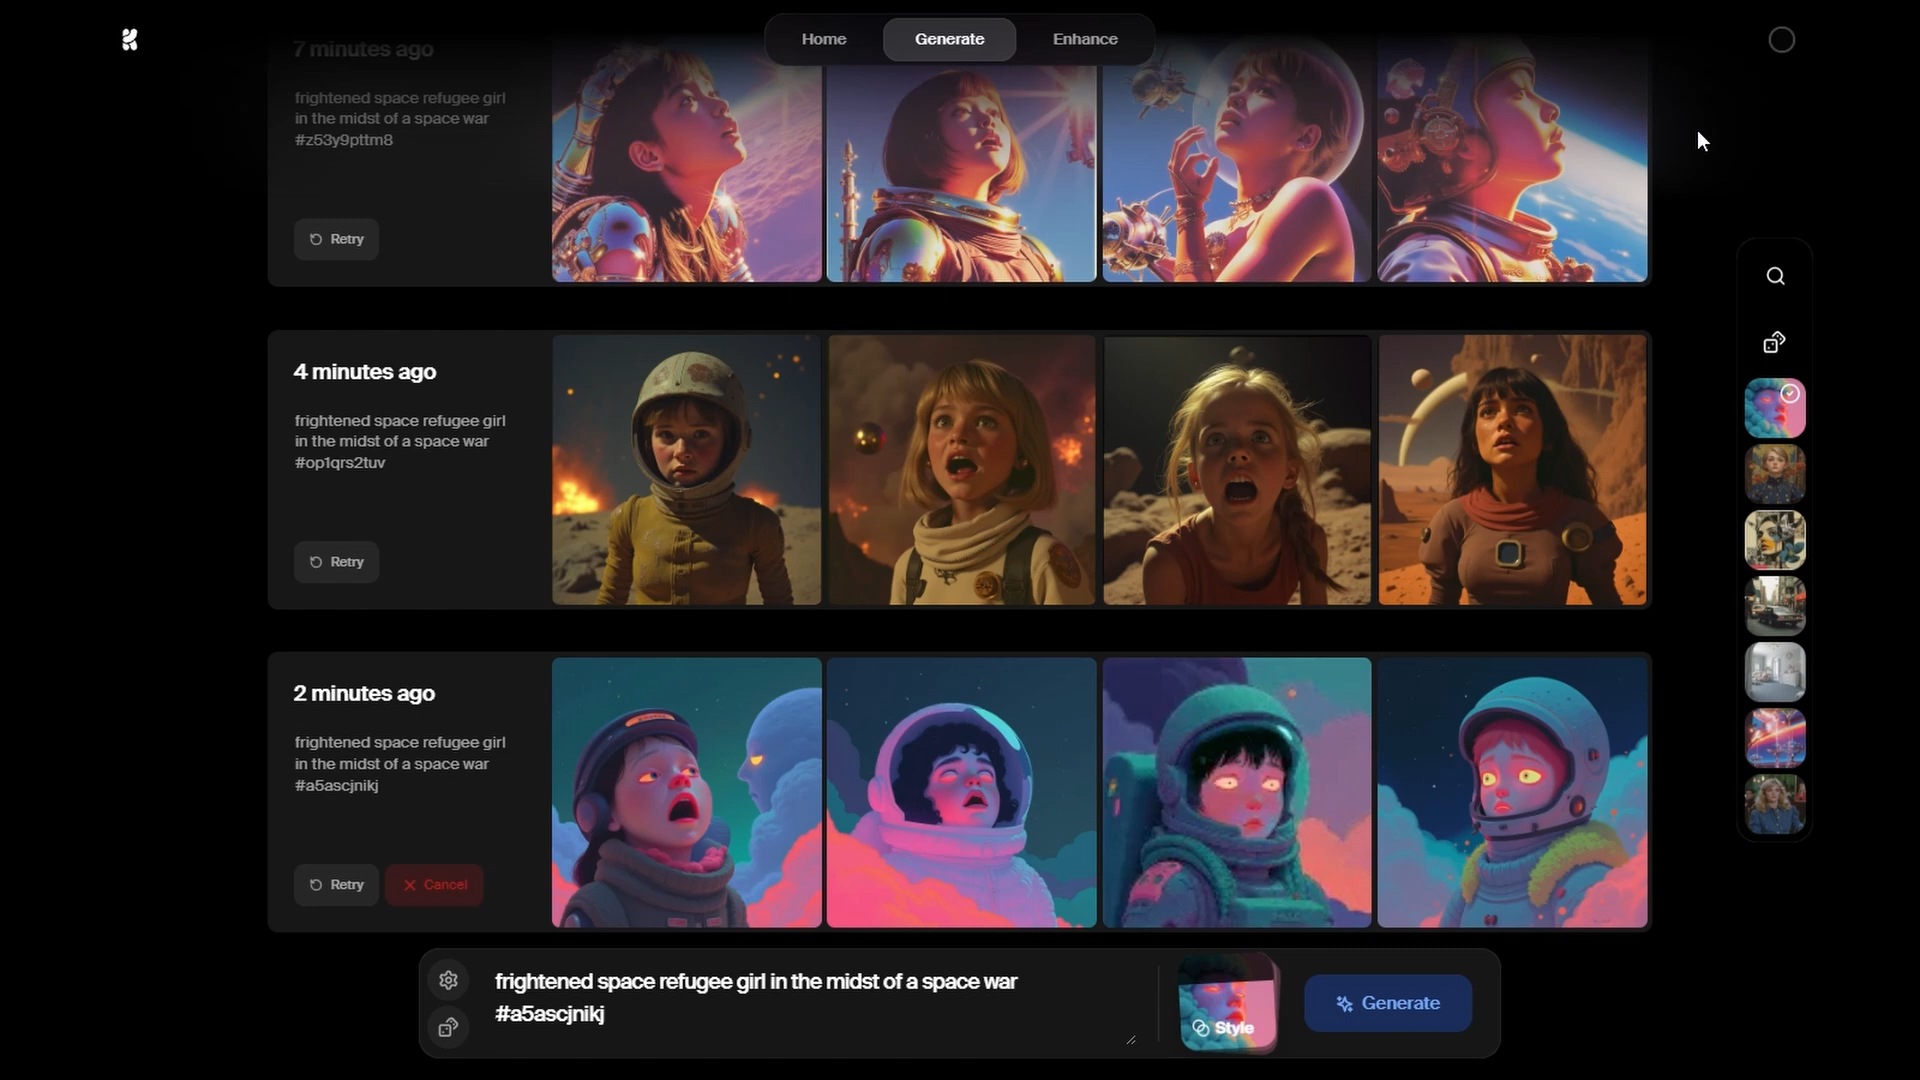 Home
Generate
Enhance
7 minutes ago
frightened space refugee girl
in the midst of a space war
#z53y9pttm8
Retry
4 minutes ago
frightened space refugee girl
in the midst of a space war
#op1qrs2tuv
Retry
2 minutes ago
frightened space refugee girl
in the midst of a space war
#a5ascjnikj
Retry
Cancel
frightened space refugee girl in the midst of a space war
#a5ascjnikj
Style
Generate